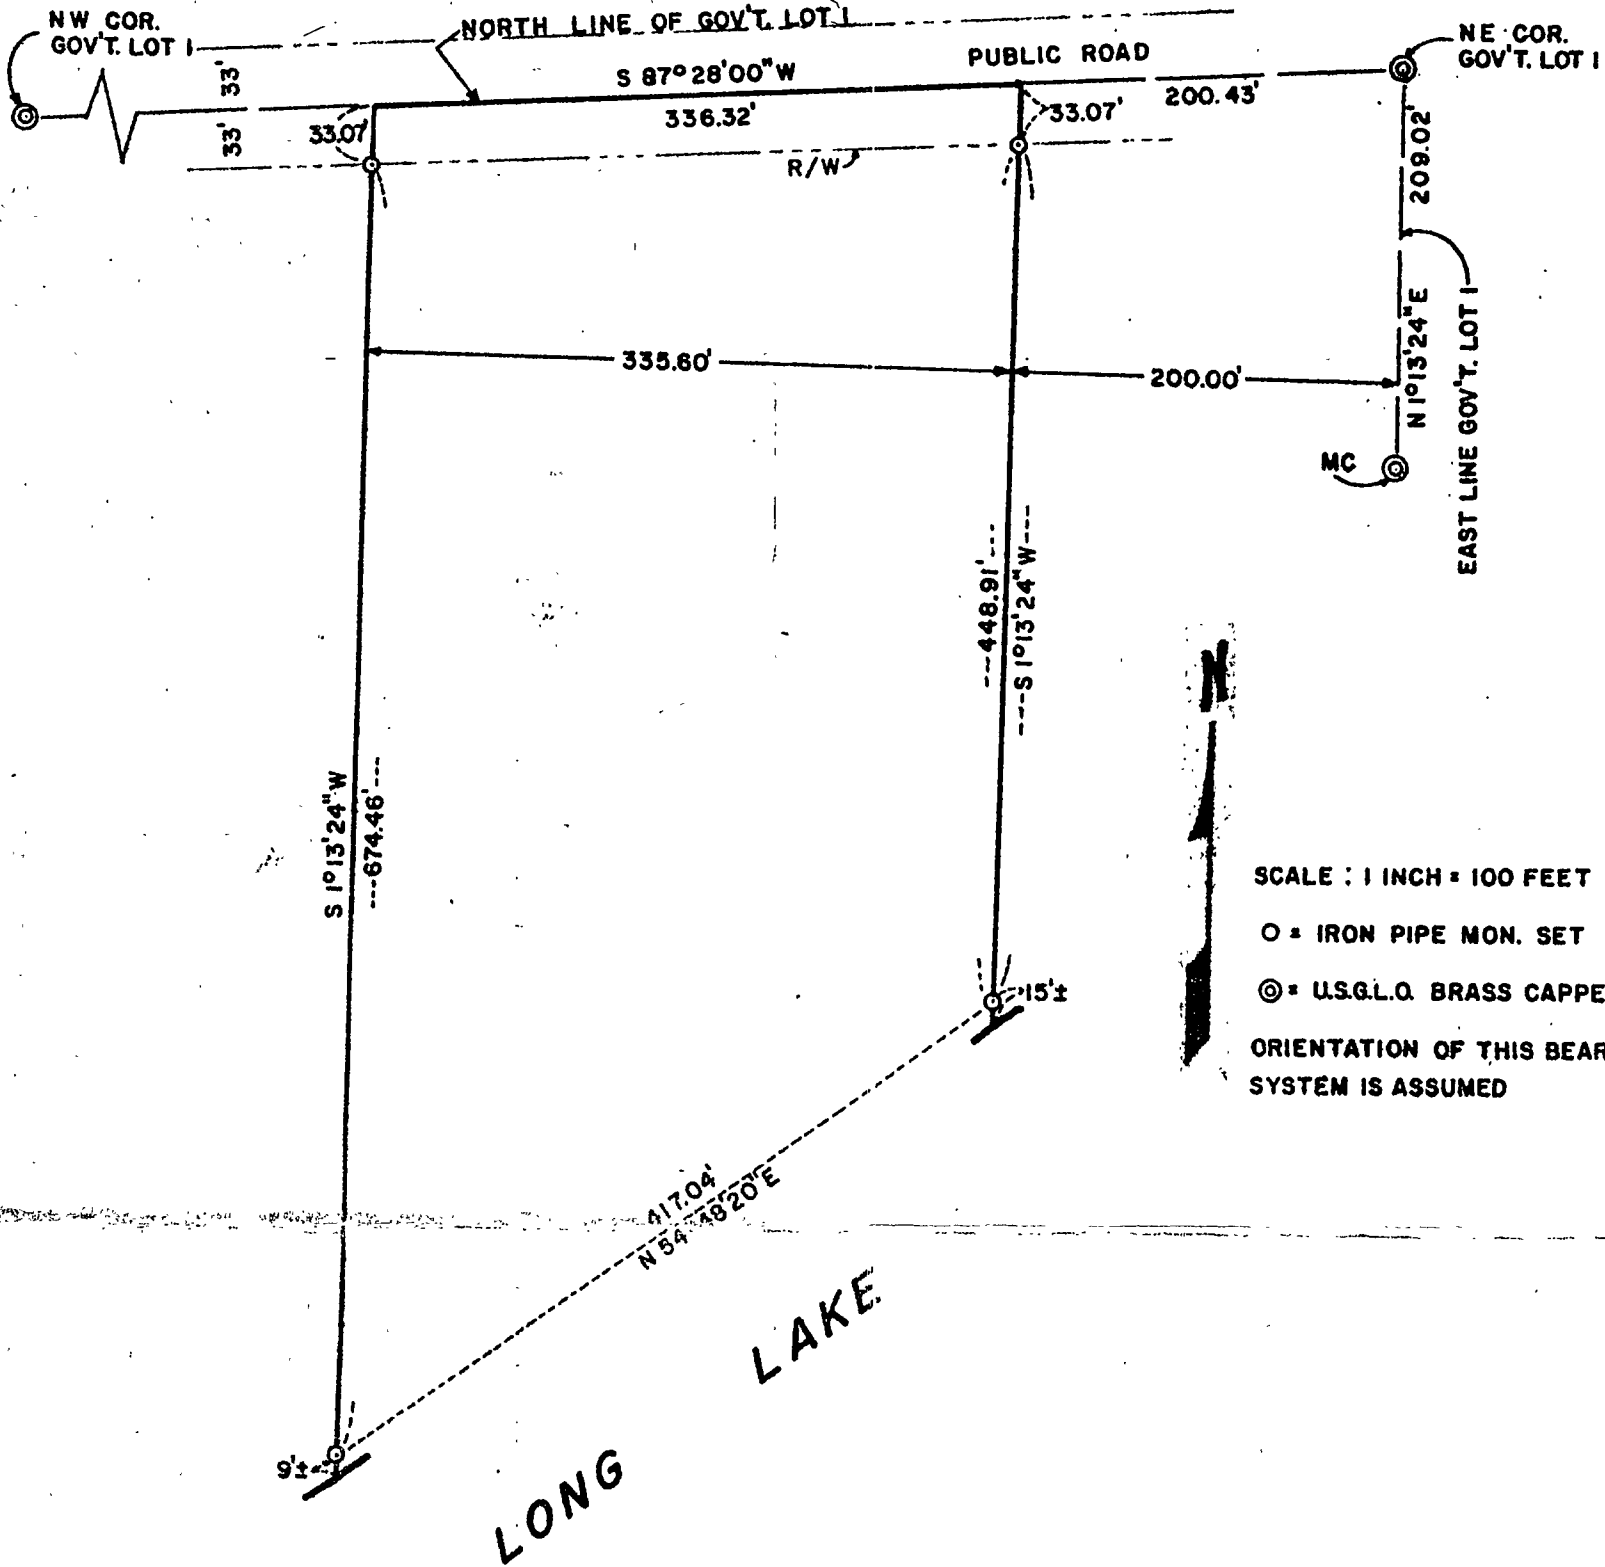 NW COR.
GOV'T. LOT 1
NORTH LINE OF GOV'T. LOT 1
NE COR.
GOV'T. LOT 1
PUBLIC ROAD
33'
33'
S 87°28'00" W
336.32'
200.43'
33.07'
33.07'
R/W
209.02'
N 1°13'24" E
EAST LINE GOV'T. LOT 1
335.60'
200.00'
MC
448.91'
S 1°13'24" W
S 1°13'24" W
674.46'
N
SCALE : 1 INCH = 100 FEET
O = IRON PIPE MON. SET
◎ = U.S.G.L.O. BRASS CAPPE
ORIENTATION OF THIS BEAR
SYSTEM IS ASSUMED
15'±
417.04'
N 54°48'20" E
9'±
LONG LAKE